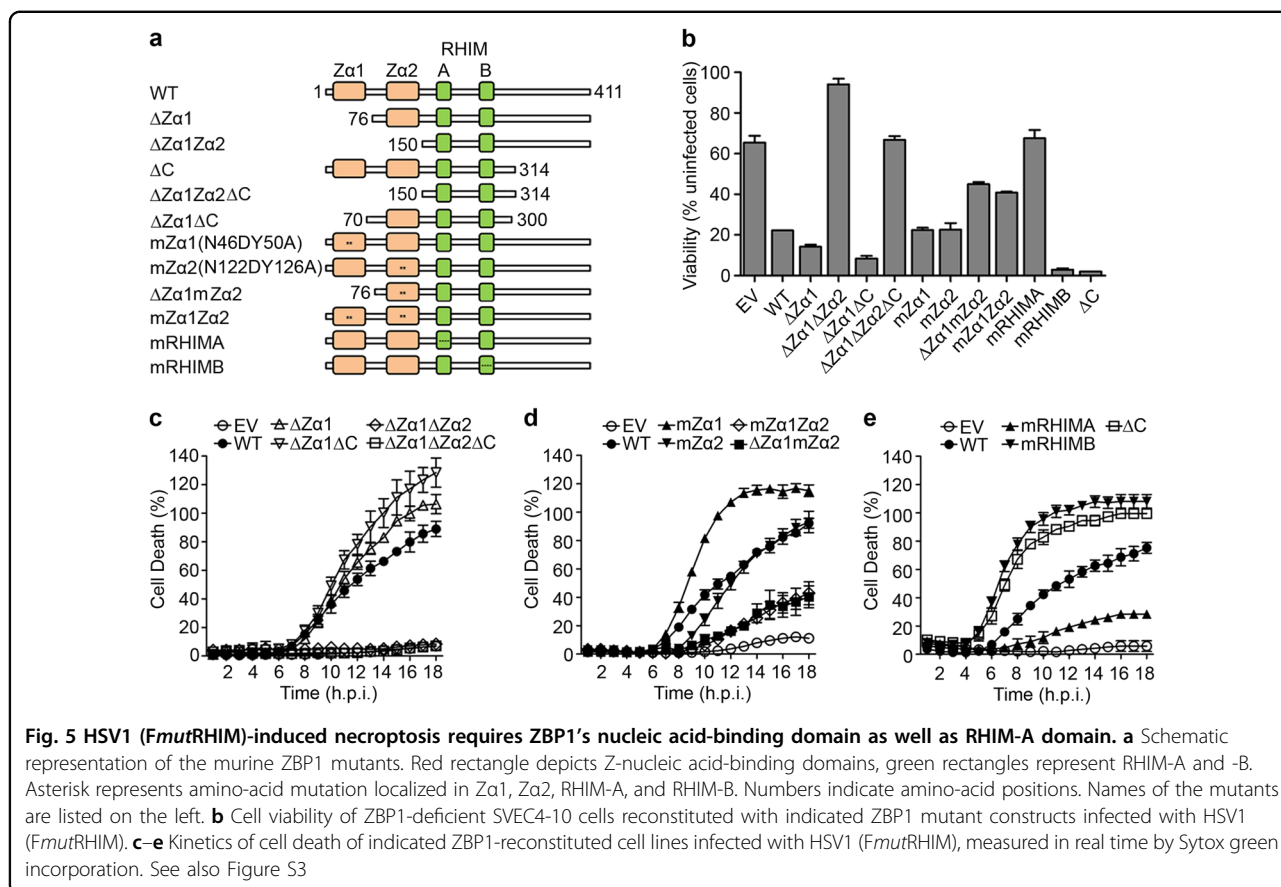 a
RHIM
Zα1 Zα2 A B
WT 1 411
ΔZα1 76
ΔZα1Zα2 150
ΔC 314
ΔZα1Zα2ΔC 150 314
ΔZα1ΔC 70 300
mZα1(N46DY50A) **
mZα2(N122DY126A) **
ΔZα1mZα2 76 **
mZα1Zα2 ** **
mRHIMA ****
mRHIMB ****
b
Viability (% uninfected cells)
100
80
60
40
20
0
EV WT ΔZα1 ΔZα1ΔZα2 ΔZα1ΔC ΔZα1ΔZα2ΔC mZα1 mZα2 ΔZα1mZα2 mZα1Zα2 mRHIMA mRHIMB ΔC
c
EV ΔZα1 ΔZα1ΔZα2
WT ΔZα1ΔC ΔZα1ΔZα2ΔC
Cell Death (%)
140
120
100
80
60
40
20
0
2 4 6 8 10 12 14 16 18
Time (h.p.i.)
d
EV mZα1 mZα1Zα2
WT mZα2 ΔZα1mZα2
Cell Death (%)
140
120
100
80
60
40
20
0
2 4 6 8 10 12 14 16 18
Time (h.p.i.)
e
EV mRHIMA ΔC
WT mRHIMB
Cell Death (%)
140
120
100
80
60
40
20
0
2 4 6 8 10 12 14 16 18
Time (h.p.i.)
Fig. 5 HSV1 (FmutRHIM)-induced necroptosis requires ZBP1's nucleic acid-binding domain as well as RHIM-A domain. a Schematic
representation of the murine ZBP1 mutants. Red rectangle depicts Z-nucleic acid-binding domains, green rectangles represent RHIM-A and -B.
Asterisk represents amino-acid mutation localized in Zα1, Zα2, RHIM-A, and RHIM-B. Numbers indicate amino-acid positions. Names of the mutants
are listed on the left. b Cell viability of ZBP1-deficient SVEC4-10 cells reconstituted with indicated ZBP1 mutant constructs infected with HSV1
(FmutRHIM). c–e Kinetics of cell death of indicated ZBP1-reconstituted cell lines infected with HSV1 (FmutRHIM), measured in real time by Sytox green
incorporation. See also Figure S3